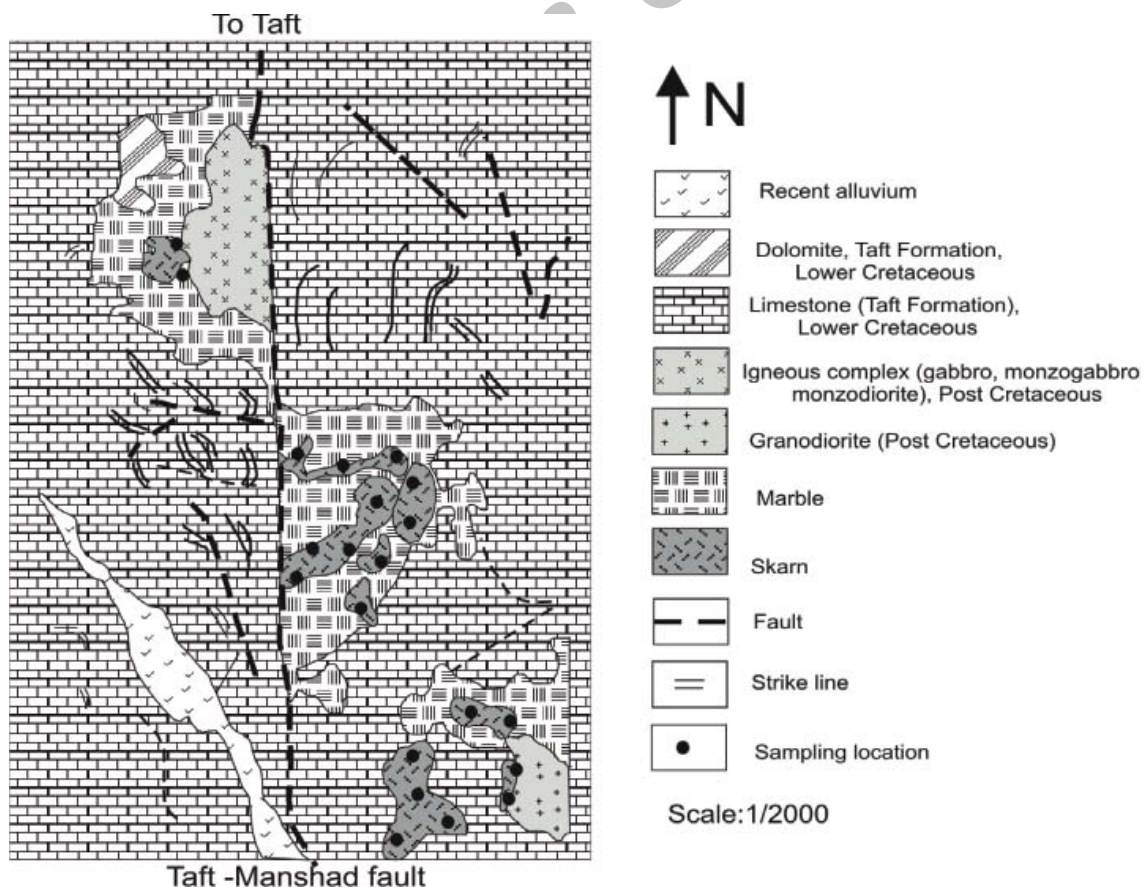 To Taft
N
Recent alluvium
Dolomite, Taft Formation,
Lower Cretaceous
Limestone (Taft Formation),
Lower Cretaceous
Igneous complex (gabbro, monzogabbro
monzodiorite), Post Cretaceous
Granodiorite (Post Cretaceous)
Marble
Skarn
Fault
Strike line
Sampling location
Scale:1/2000
Taft -Manshad fault